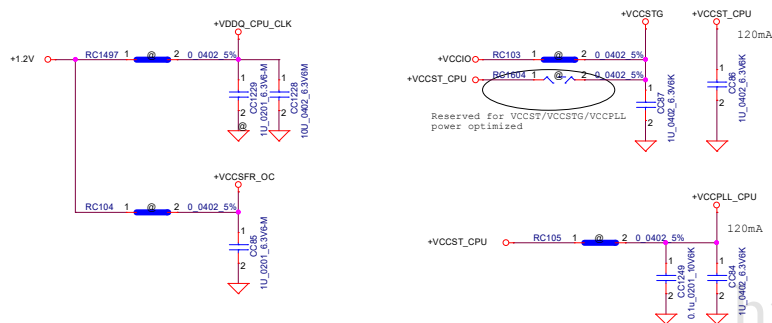 +VDDQ_CPU_CLK
+1.2V RC1497 1 @ 2 0_0402_5%
1 2 CC1229 1U_0201_6.3V6-M @
1 2 CC1228 10U_0402_6.3V6M
+VCCSFR_OC
RC104 1 @ 2 0_0402_5%
1 2 CC85 1U_0201_6.3V6-M
+VCCSTG
+VCCIO RC103 1 @ 2 0_0402_5%
+VCCST_CPU RC1604 1 @ 2 0_0402_5%
1 2 CC87 1U_0402_6.3V6K
Reserved for VCCST/VCCSTG/VCCPLL
power optimized
+VCCST_CPU
120mA
1 2 CC86 1U_0402_6.3V6K
+VCCPLL_CPU
120mA
+VCCST_CPU RC105 1 @ 2 0_0402_5%
1 2 CC1249 0.1u_0201_10V6K
1 2 CC84 1U_0402_6.3V6K